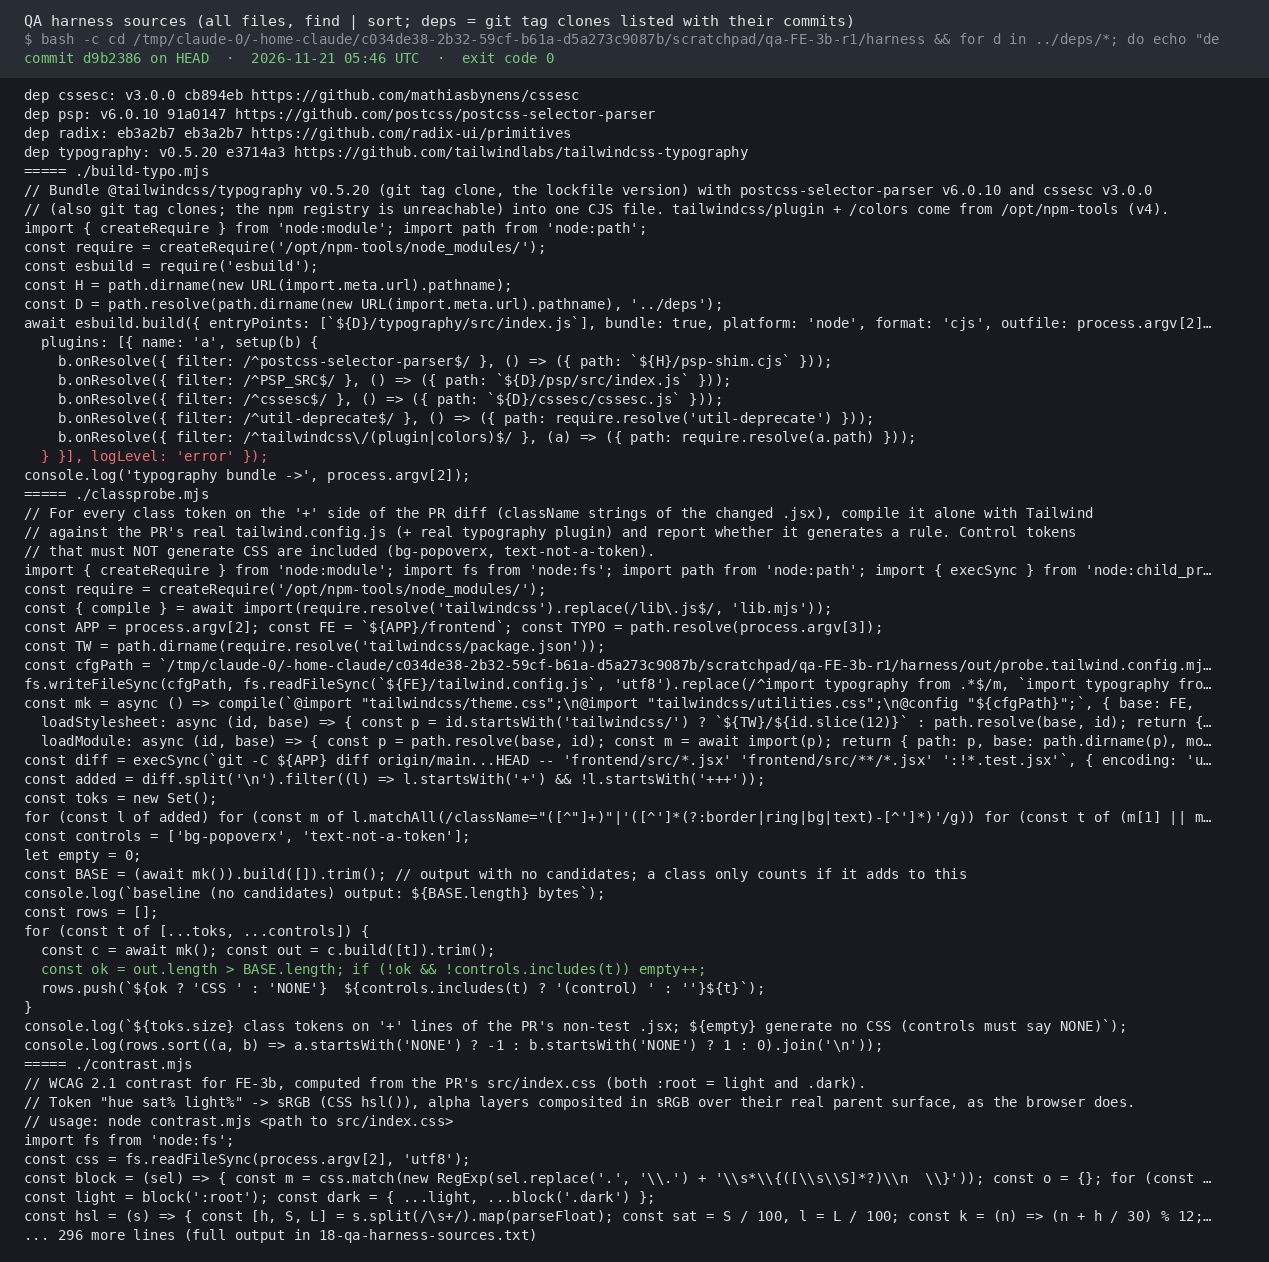 QA harness sources (all files, find | sort; deps = git tag clones listed with their commits)
$ bash -c cd /tmp/claude-0/-home-claude/c034de38-2b32-59cf-b61a-d5a273c9087b/scratchpad/qa-FE-3b-r1/harness && for d in ../deps/*; do echo "de
commit d9b2386 on HEAD  ·  2026-11-21 05:46 UTC  ·  exit code 0
dep cssesc: v3.0.0 cb894eb https://github.com/mathiasbynens/cssesc
dep psp: v6.0.10 91a0147 https://github.com/postcss/postcss-selector-parser
dep radix: eb3a2b7 eb3a2b7 https://github.com/radix-ui/primitives
dep typography: v0.5.20 e3714a3 https://github.com/tailwindlabs/tailwindcss-typography
===== ./build-typo.mjs
// Bundle @tailwindcss/typography v0.5.20 (git tag clone, the lockfile version) with postcss-selector-parser v6.0.10 and cssesc v3.0.0
// (also git tag clones; the npm registry is unreachable) into one CJS file. tailwindcss/plugin + /colors come from /opt/npm-tools (v4).
import { createRequire } from 'node:module'; import path from 'node:path';
const require = createRequire('/opt/npm-tools/node_modules/');
const esbuild = require('esbuild');
const H = path.dirname(new URL(import.meta.url).pathname);
const D = path.resolve(path.dirname(new URL(import.meta.url).pathname), '../deps');
await esbuild.build({ entryPoints: [`${D}/typography/src/index.js`], bundle: true, platform: 'node', format: 'cjs', outfile: process.argv[2]…
  plugins: [{ name: 'a', setup(b) {
    b.onResolve({ filter: /^postcss-selector-parser$/ }, () => ({ path: `${H}/psp-shim.cjs` }));
    b.onResolve({ filter: /^PSP_SRC$/ }, () => ({ path: `${D}/psp/src/index.js` }));
    b.onResolve({ filter: /^cssesc$/ }, () => ({ path: `${D}/cssesc/cssesc.js` }));
    b.onResolve({ filter: /^util-deprecate$/ }, () => ({ path: require.resolve('util-deprecate') }));
    b.onResolve({ filter: /^tailwindcss\/(plugin|colors)$/ }, (a) => ({ path: require.resolve(a.path) }));
  } }], logLevel: 'error' });
console.log('typography bundle ->', process.argv[2]);
===== ./classprobe.mjs
// For every class token on the '+' side of the PR diff (className strings of the changed .jsx), compile it alone with Tailwind
// against the PR's real tailwind.config.js (+ real typography plugin) and report whether it generates a rule. Control tokens
// that must NOT generate CSS are included (bg-popoverx, text-not-a-token).
import { createRequire } from 'node:module'; import fs from 'node:fs'; import path from 'node:path'; import { execSync } from 'node:child_pr…
const require = createRequire('/opt/npm-tools/node_modules/');
const { compile } = await import(require.resolve('tailwindcss').replace(/lib\.js$/, 'lib.mjs'));
const APP = process.argv[2]; const FE = `${APP}/frontend`; const TYPO = path.resolve(process.argv[3]);
const TW = path.dirname(require.resolve('tailwindcss/package.json'));
const cfgPath = `/tmp/claude-0/-home-claude/c034de38-2b32-59cf-b61a-d5a273c9087b/scratchpad/qa-FE-3b-r1/harness/out/probe.tailwind.config.mj…
fs.writeFileSync(cfgPath, fs.readFileSync(`${FE}/tailwind.config.js`, 'utf8').replace(/^import typography from .*$/m, `import typography fro…
const mk = async () => compile(`@import "tailwindcss/theme.css";\n@import "tailwindcss/utilities.css";\n@config "${cfgPath}";`, { base: FE,
  loadStylesheet: async (id, base) => { const p = id.startsWith('tailwindcss/') ? `${TW}/${id.slice(12)}` : path.resolve(base, id); return {…
  loadModule: async (id, base) => { const p = path.resolve(base, id); const m = await import(p); return { path: p, base: path.dirname(p), mo…
const diff = execSync(`git -C ${APP} diff origin/main...HEAD -- 'frontend/src/*.jsx' 'frontend/src/**/*.jsx' ':!*.test.jsx'`, { encoding: 'u…
const added = diff.split('\n').filter((l) => l.startsWith('+') && !l.startsWith('+++'));
const toks = new Set();
for (const l of added) for (const m of l.matchAll(/className="([^"]+)"|'([^']*(?:border|ring|bg|text)-[^']*)'/g)) for (const t of (m[1] || m…
const controls = ['bg-popoverx', 'text-not-a-token'];
let empty = 0;
const BASE = (await mk()).build([]).trim(); // output with no candidates; a class only counts if it adds to this
console.log(`baseline (no candidates) output: ${BASE.length} bytes`);
const rows = [];
for (const t of [...toks, ...controls]) {
  const c = await mk(); const out = c.build([t]).trim();
  const ok = out.length > BASE.length; if (!ok && !controls.includes(t)) empty++;
  rows.push(`${ok ? 'CSS ' : 'NONE'}  ${controls.includes(t) ? '(control) ' : ''}${t}`);
}
console.log(`${toks.size} class tokens on '+' lines of the PR's non-test .jsx; ${empty} generate no CSS (controls must say NONE)`);
console.log(rows.sort((a, b) => a.startsWith('NONE') ? -1 : b.startsWith('NONE') ? 1 : 0).join('\n'));
===== ./contrast.mjs
// WCAG 2.1 contrast for FE-3b, computed from the PR's src/index.css (both :root = light and .dark).
// Token "hue sat% light%" -> sRGB (CSS hsl()), alpha layers composited in sRGB over their real parent surface, as the browser does.
// usage: node contrast.mjs <path to src/index.css>
import fs from 'node:fs';
const css = fs.readFileSync(process.argv[2], 'utf8');
const block = (sel) => { const m = css.match(new RegExp(sel.replace('.', '\\.') + '\\s*\\{([\\s\\S]*?)\\n  \\}')); const o = {}; for (const …
const light = block(':root'); const dark = { ...light, ...block('.dark') };
const hsl = (s) => { const [h, S, L] = s.split(/\s+/).map(parseFloat); const sat = S / 100, l = L / 100; const k = (n) => (n + h / 30) % 12;…
... 296 more lines (full output in 18-qa-harness-sources.txt)